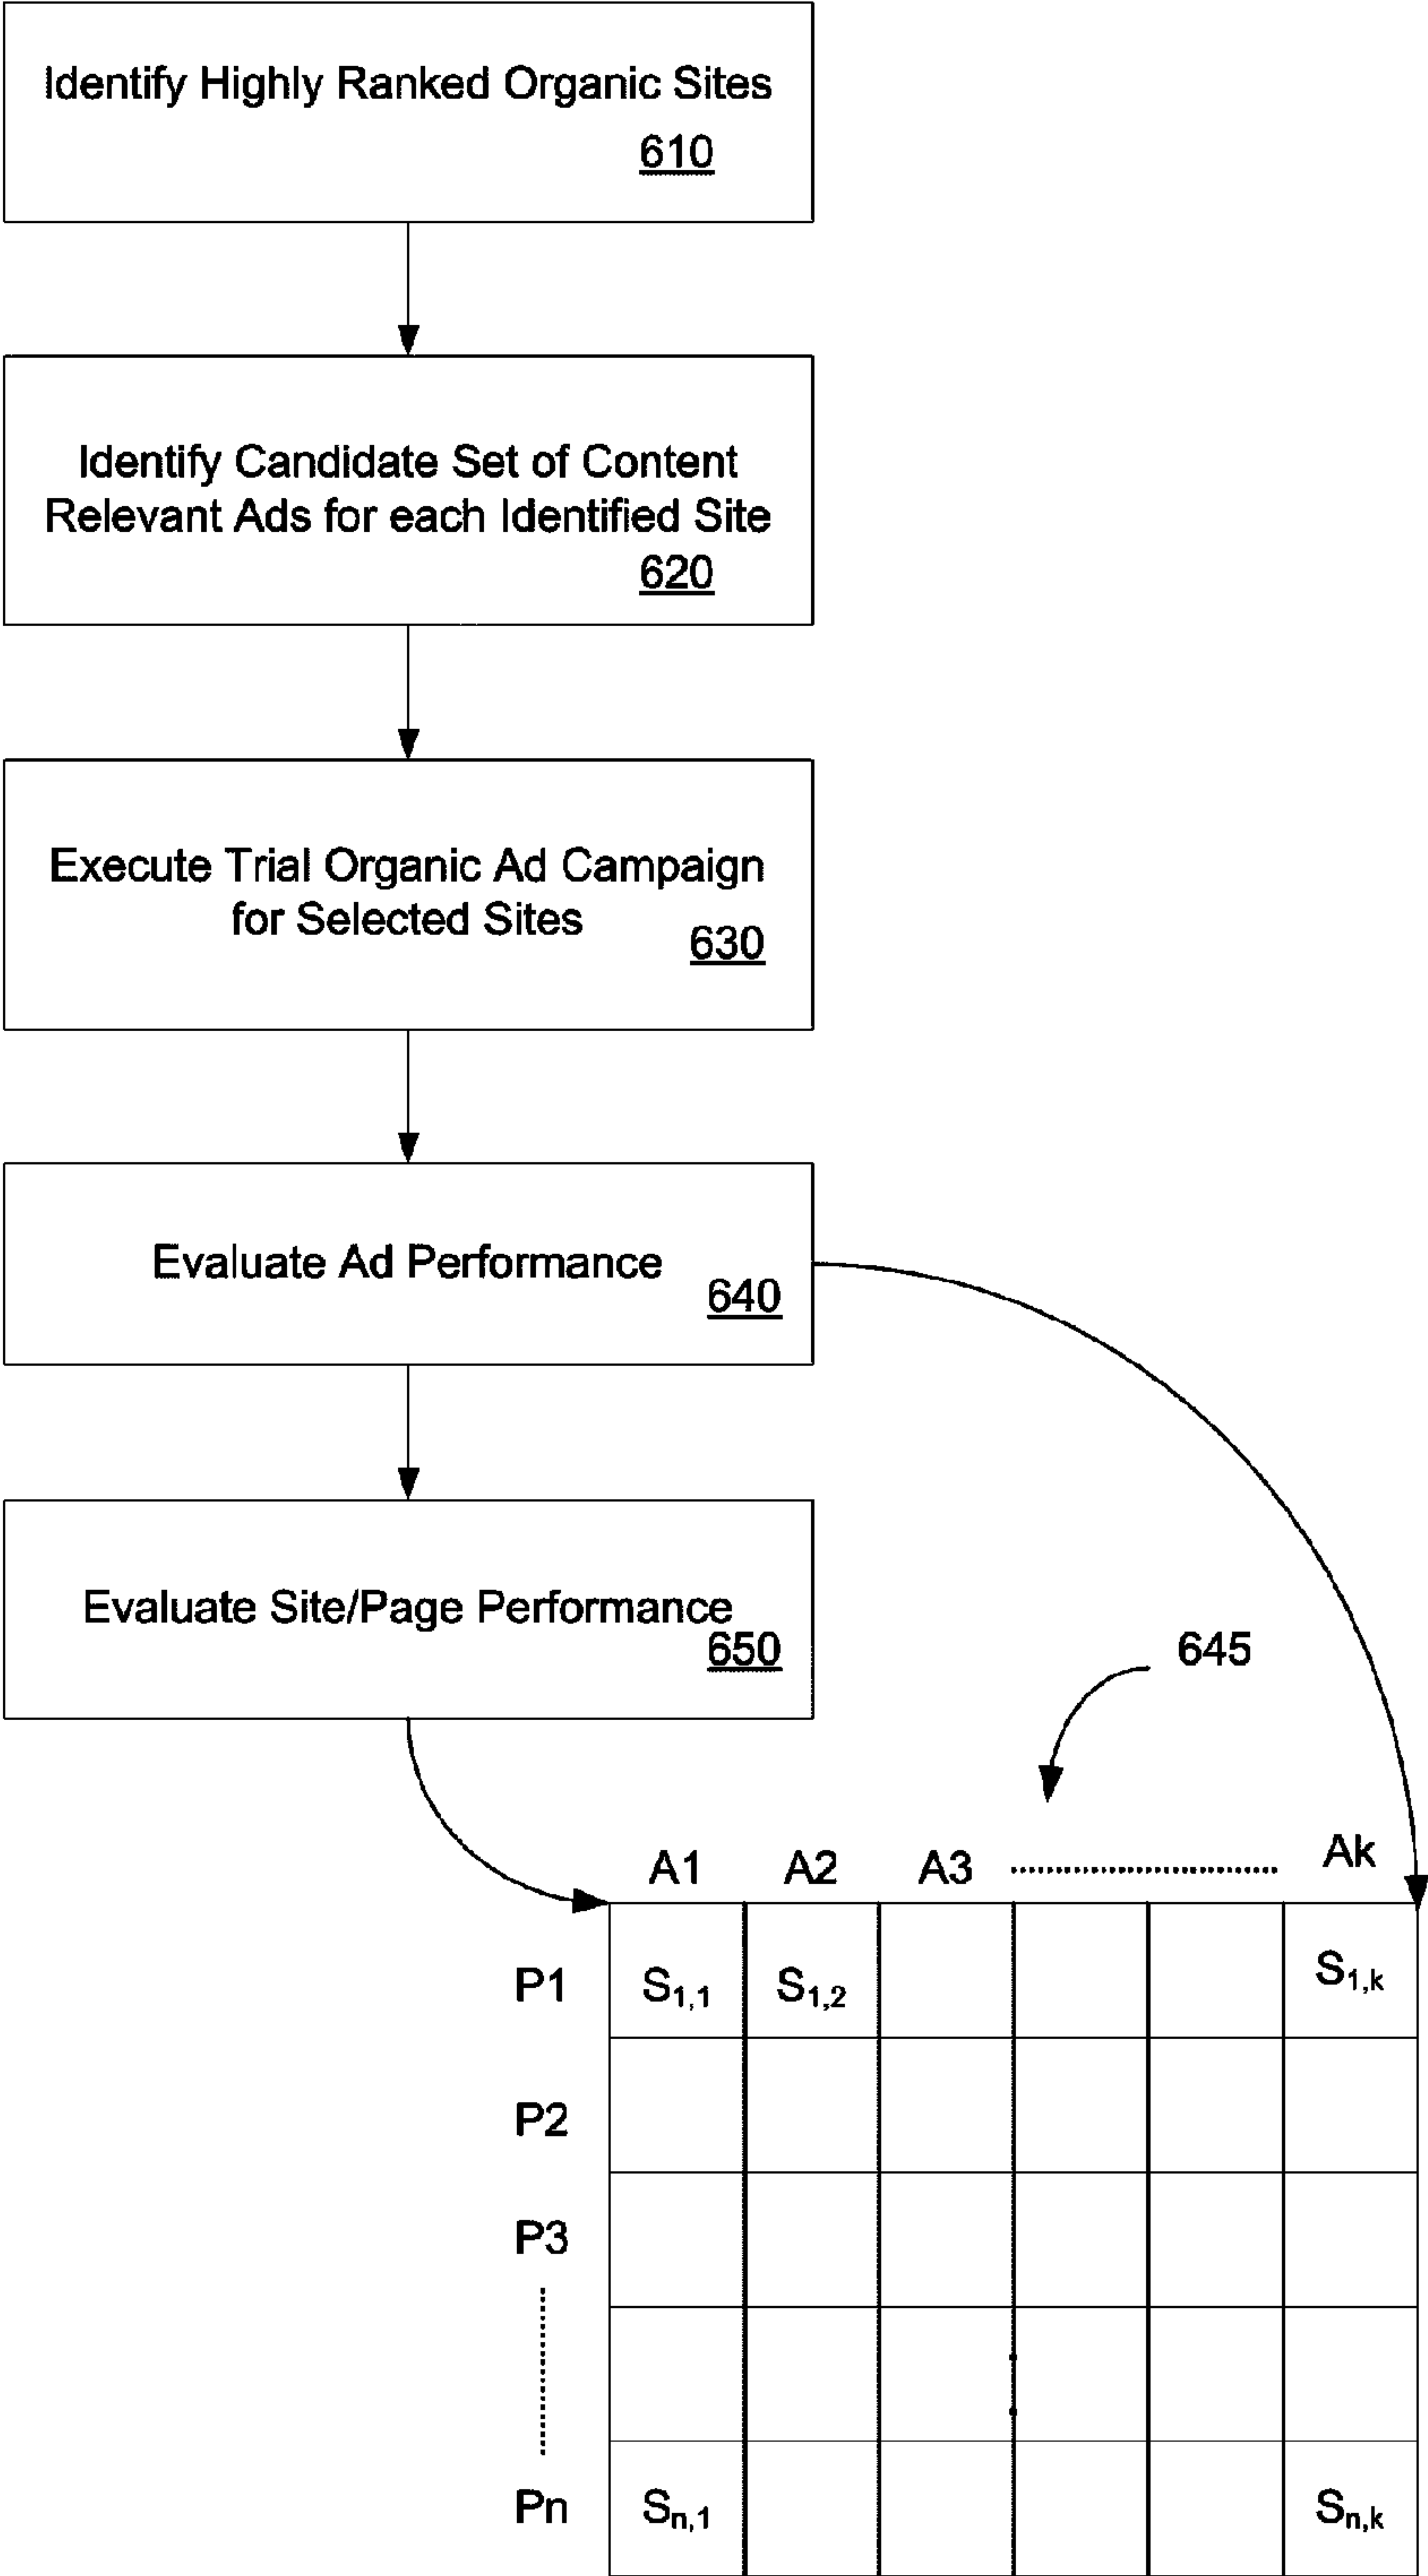 Identify Highly Ranked Organic Sites
610
Identify Candidate Set of Content
Relevant Ads for each Identified Site
620
Execute Trial Organic Ad Campaign
for Selected Sites
630
Evaluate Ad Performance
640
Evaluate Site/Page Performance
650
645
A1 A2 A3 Ak
P1 S1,1 S1,2 S1,k
P2
P3
Pn Sn,1 Sn,k